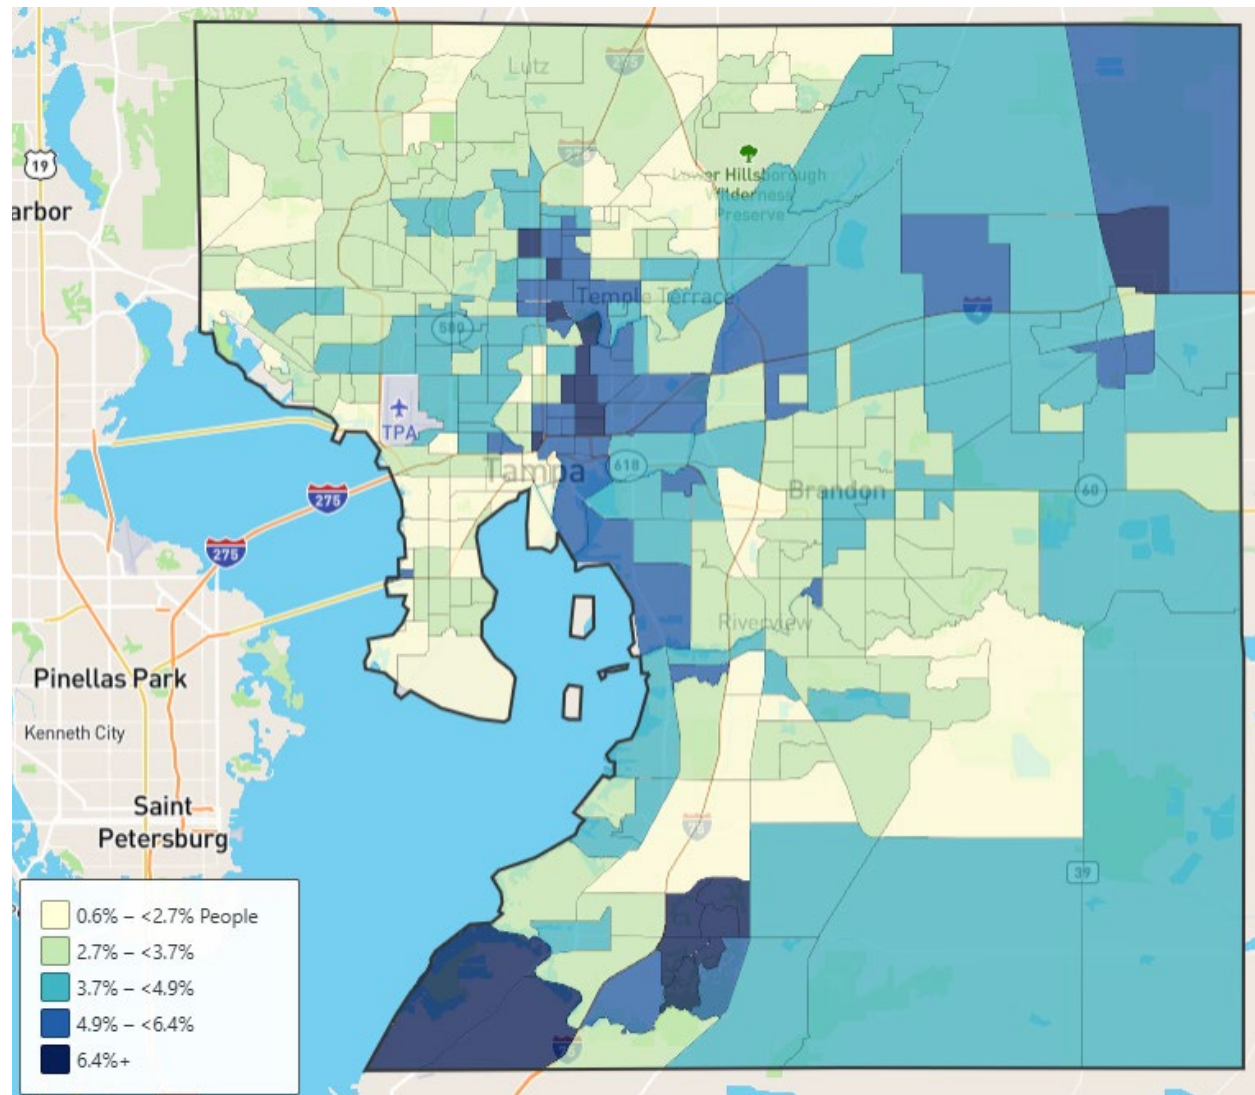 Lutz
275
275
19
Lower Hillsborough
Wilderness
Preserve
arbor
Temple Terrace
4
580
TPA
Tampa
618
Brandon
60
275
275
Riverview
Pinellas Park
Kenneth City
Saint
Petersburg
75
39
0.6% – <2.7% People
2.7% – <3.7%
3.7% – <4.9%
4.9% – <6.4%
6.4%+
75